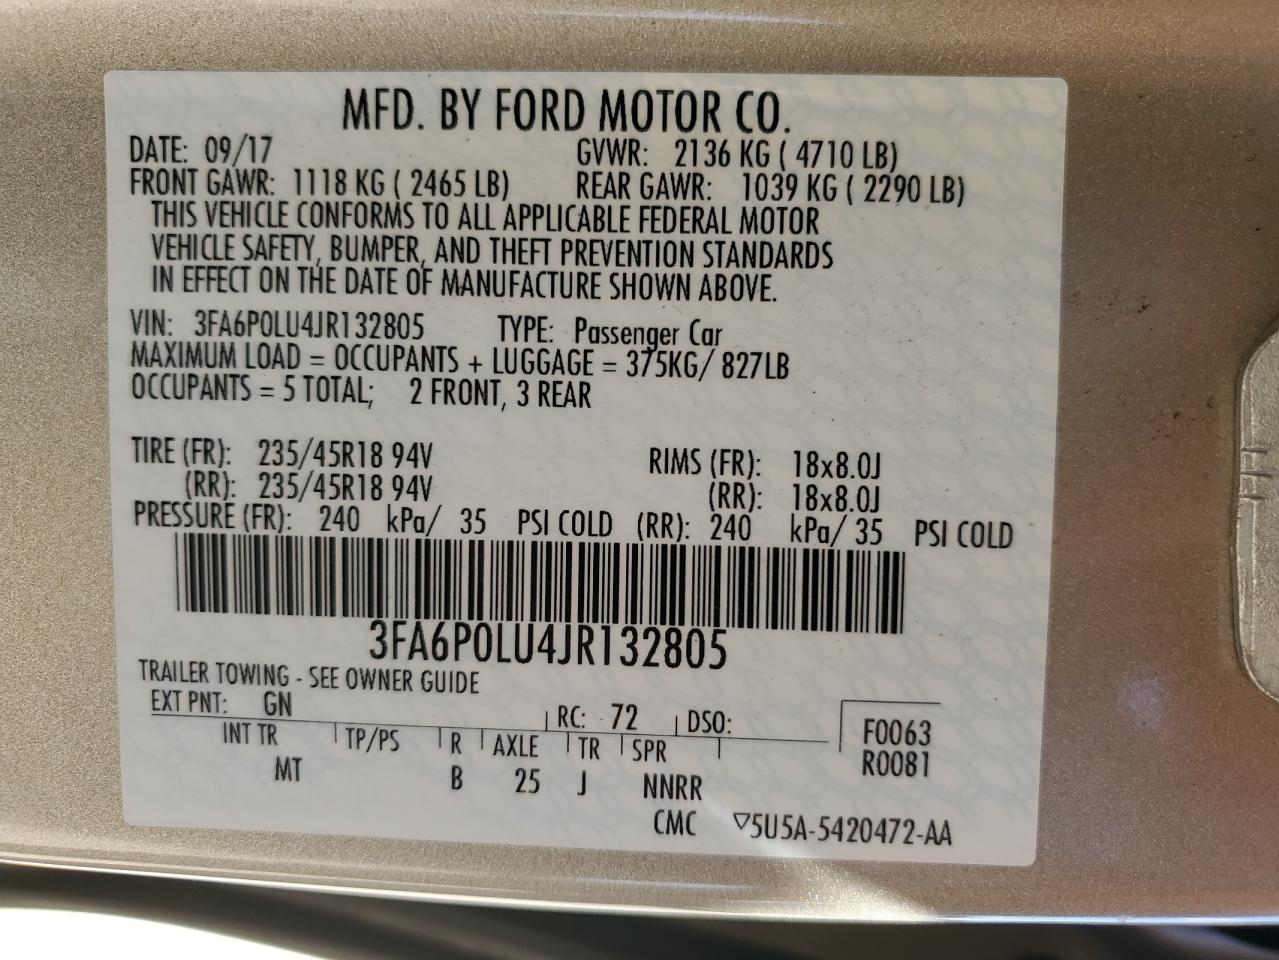 MFD. BY FORD MOTOR CO.
DATE: 09/17 GVWR: 2136 KG ( 4710 LB)
FRONT GAWR: 1118 KG ( 2465 LB) REAR GAWR: 1039 KG ( 2290 LB)
THIS VEHICLE CONFORMS TO ALL APPLICABLE FEDERAL MOTOR
VEHICLE SAFETY, BUMPER, AND THEFT PREVENTION STANDARDS
IN EFFECT ON THE DATE OF MANUFACTURE SHOWN ABOVE.
VIN: 3FA6P0LU4JR132805 TYPE: Passenger Car
MAXIMUM LOAD = OCCUPANTS + LUGGAGE = 375KG/ 827LB
OCCUPANTS = 5 TOTAL; 2 FRONT, 3 REAR
TIRE (FR): 235/45R18 94V RIMS (FR): 18x8.0J
(RR): 235/45R18 94V (RR): 18x8.0J
PRESSURE (FR): 240 kPa/ 35 PSI COLD (RR): 240 kPa/ 35 PSI COLD
3FA6P0LU4JR132805
TRAILER TOWING - SEE OWNER GUIDE
EXT PNT: GN RC: 72 DSO: F0063
INT TR TP/PS R AXLE TR SPR R0081
MT B 25 J NNRR
CMC ▽5U5A-5420472-AA